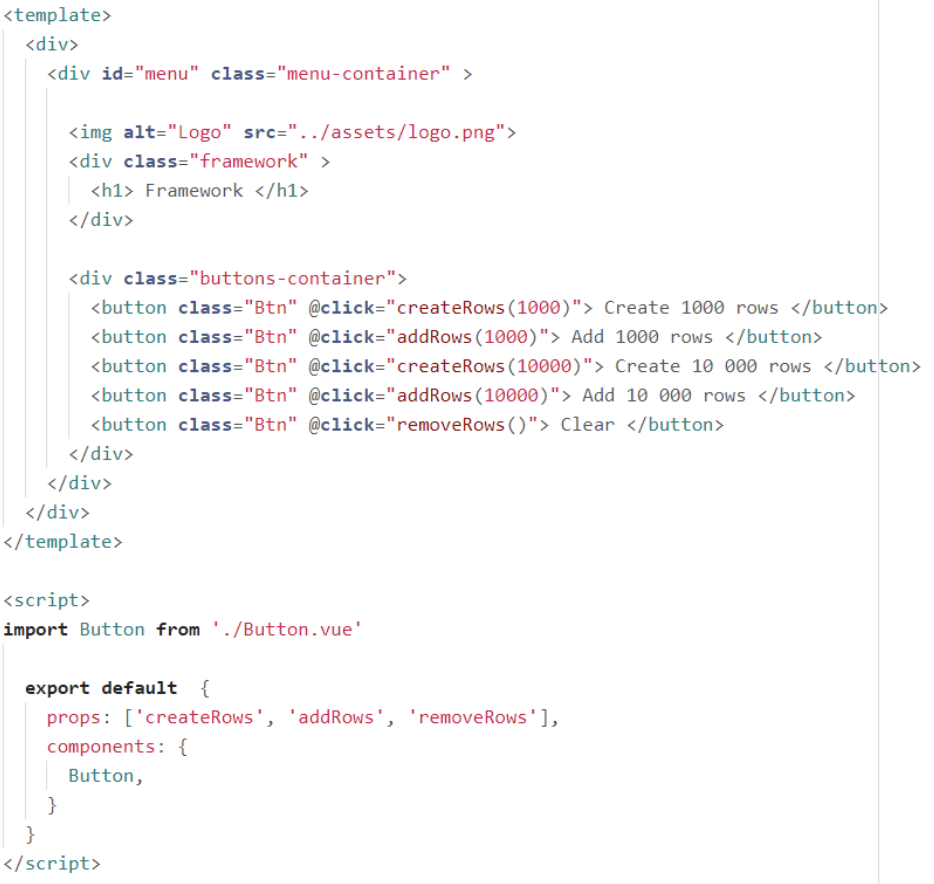 <template>
<div>
<div id="menu" class="menu-container" >
<img alt="Logo" src="../assets/logo.png">
<div class="framework" >
<h1> Framework </h1>
</div>
<div class="buttons-container">
<button class="Btn" @click="createRows(1000)"> Create 1000 rows </button>
<button class="Btn" @click="addRows(1000)"> Add 1000 rows </button>
<button class="Btn" @click="createRows(10000)"> Create 10 000 rows </button>
<button class="Btn" @click="addRows(10000)"> Add 10 000 rows </button>
<button class="Btn" @click="removeRows()"> Clear </button>
</div>
</div>
</div>
</template>
<script>
import Button from './Button.vue'
export default  {
props: ['createRows', 'addRows', 'removeRows'],
components: {
Button,
}
}
</script>